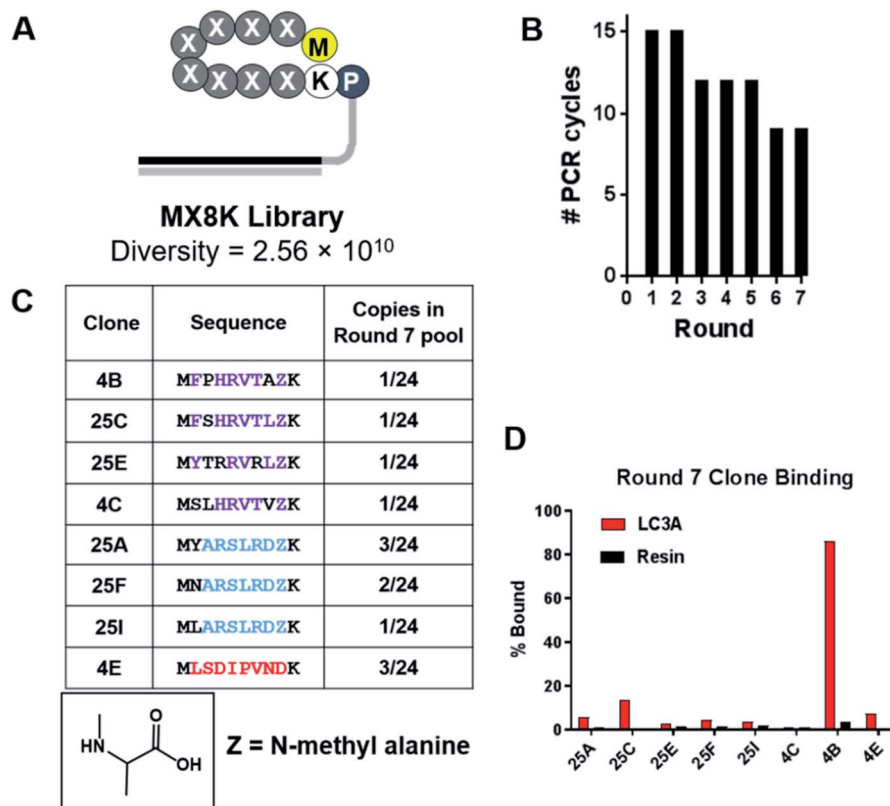 A
X X X X M
X X X X X K P
MX8K Library
Diversity = 2.56 × 10¹⁰
B
# PCR cycles
15
10
5
0
0 1 2 3 4 5 6 7
Round
C
Clone Sequence Copies in Round 7 pool
4B MFPHRVTAZK 1/24
25C MFSHRVTLZK 1/24
25E MYTRRVRLZK 1/24
4C MSLHRVTVZK 1/24
25A MYARSLRDZK 3/24
25F MNARSLRDZK 2/24
25I MLARSLRDZK 1/24
4E MLSDIPVNDK 3/24
HN O OH
Z = N-methyl alanine
D
Round 7 Clone Binding
LC3A
Resin
% Bound
100
80
60
40
20
0
25A 25C 25E 25F 25I 4C 4B 4E